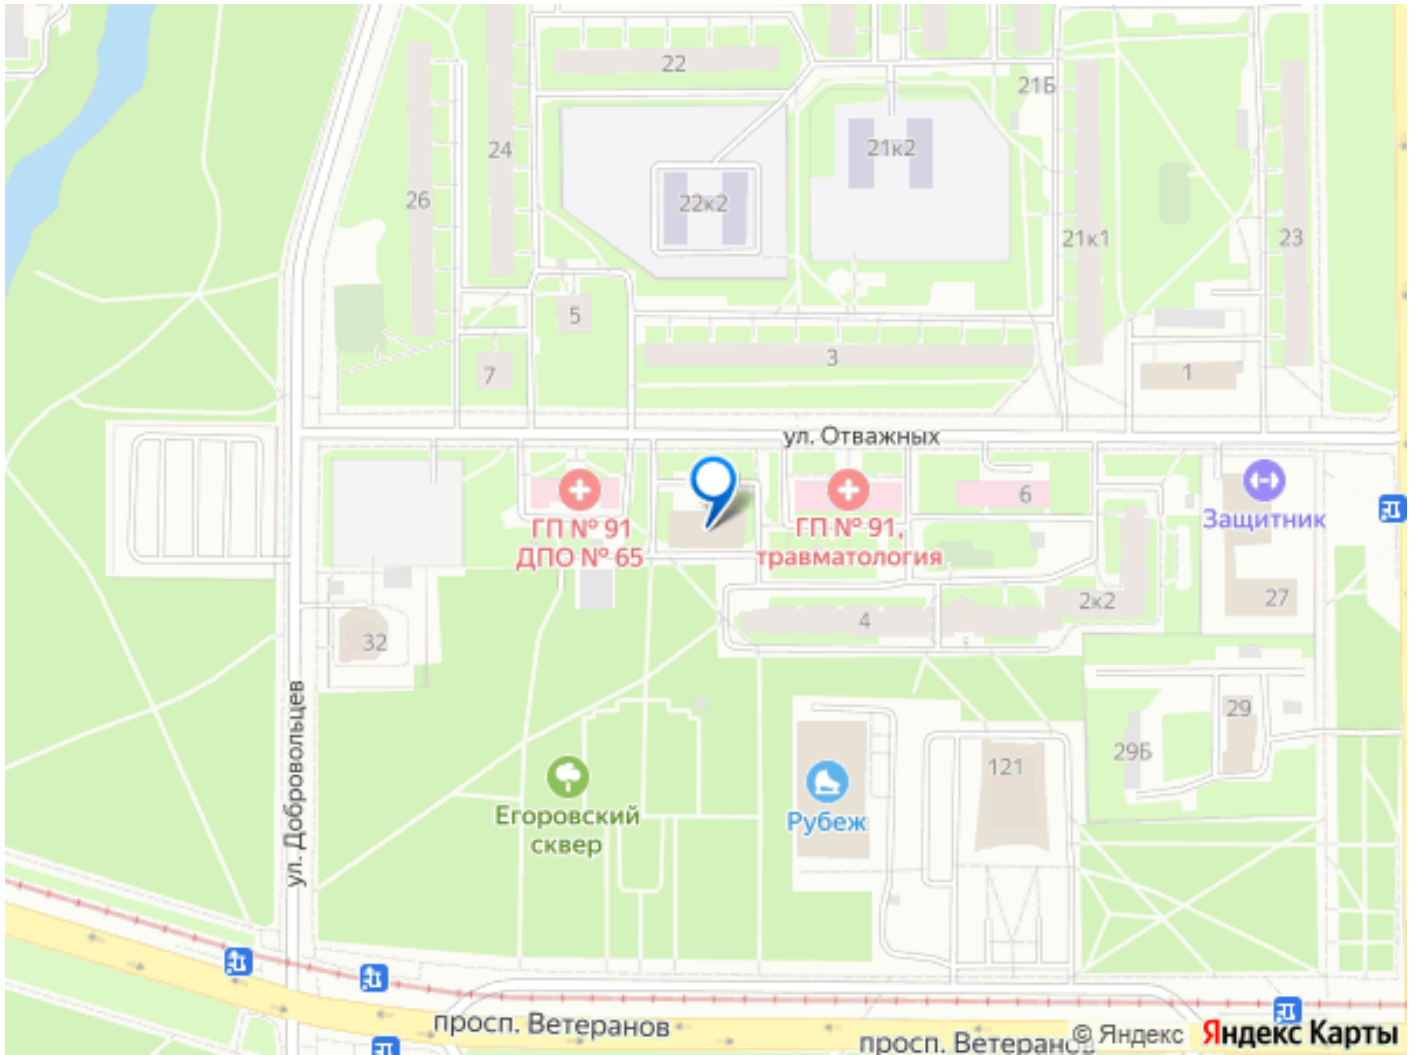 22
21Б
24
21к2
26
22к2
21к1
23
5
3
7
1
ул. Отважных
6
ГП № 91
ДПО № 65
ГП № 91,
травматология
Защитник
2к2
27
4
32
ул. Добровольцев
29
29Б
121
Егоровский
сквер
Рубеж
просп. Ветеранов
просп. Ветеранов
© Яндекс Яндекс Карты